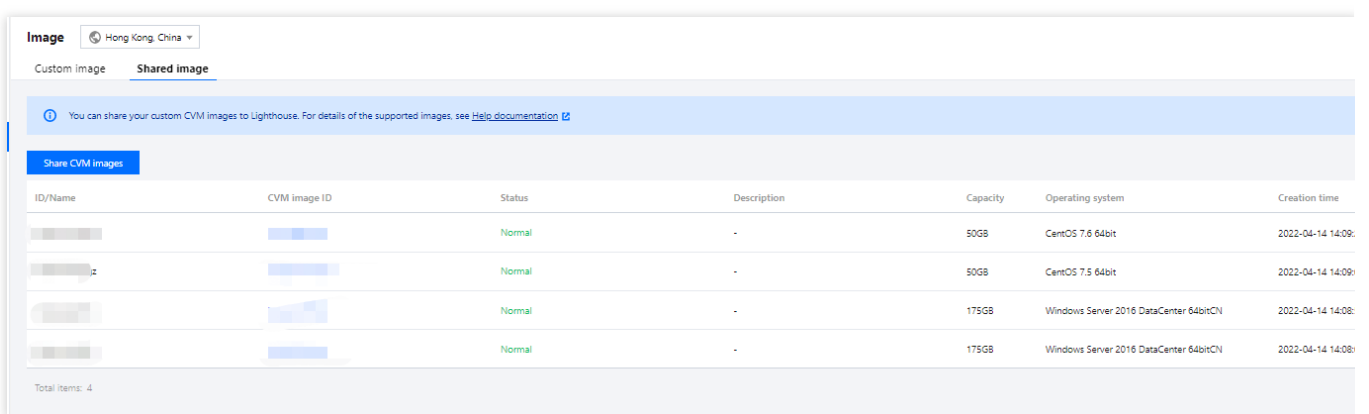 Image Hong Kong, China
Custom image Shared image
You can share your custom CVM images to Lighthouse. For details of the supported images, see Help documentation
Share CVM images
ID/Name CVM image ID Status Description Capacity Operating system Creation time
Normal - 50GB CentOS 7.6 64bit 2022-04-14 14:09:
Normal - 50GB CentOS 7.5 64bit 2022-04-14 14:09:
Normal - 175GB Windows Server 2016 DataCenter 64bitCN 2022-04-14 14:08:
Normal - 175GB Windows Server 2016 DataCenter 64bitCN 2022-04-14 14:08:
Total items: 4